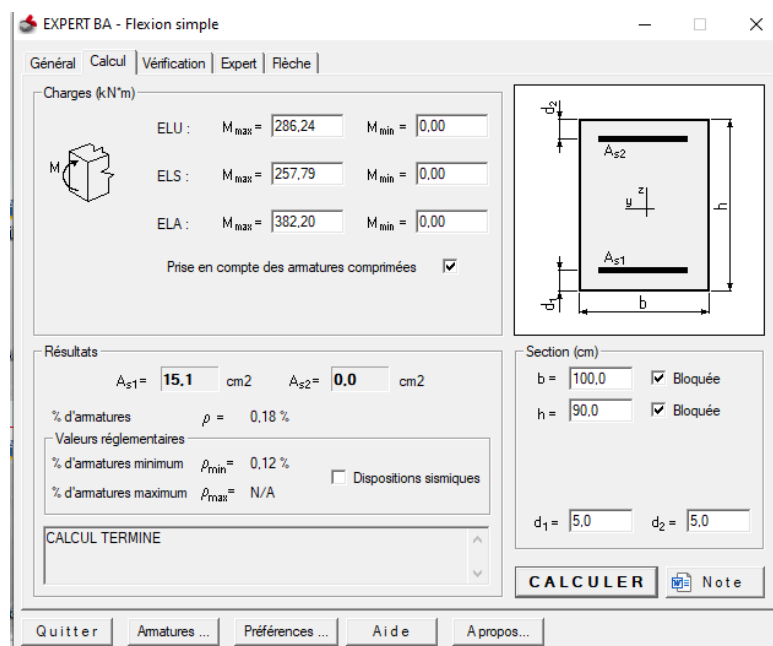 EXPERT BA - Flexion simple
Général Calcul Vérification Expert Flèche
Charges (kN*m)
ELU : M max = 286,24 M min = 0,00
M
ELS : M max = 257,79 M min = 0,00
ELA : M max = 382,20 M min = 0,00
Prise en compte des armatures comprimées
d2
As2
z
y
h
As1
d1
b
Résultats
As1= 15,1 cm2 As2= 0,0 cm2
% d'armatures ρ = 0,18 %
Valeurs réglementaires
% d'armatures minimum ρmin= 0,12 %
% d'armatures maximum ρmax= N/A
Dispositions sismiques
CALCUL TERMINE
Section (cm)
b = 100,0 Bloquée
h = 90,0 Bloquée
d1 = 5,0 d2 = 5,0
CALCULER Note
Quitter Armatures ... Préférences ... Aide A propos...